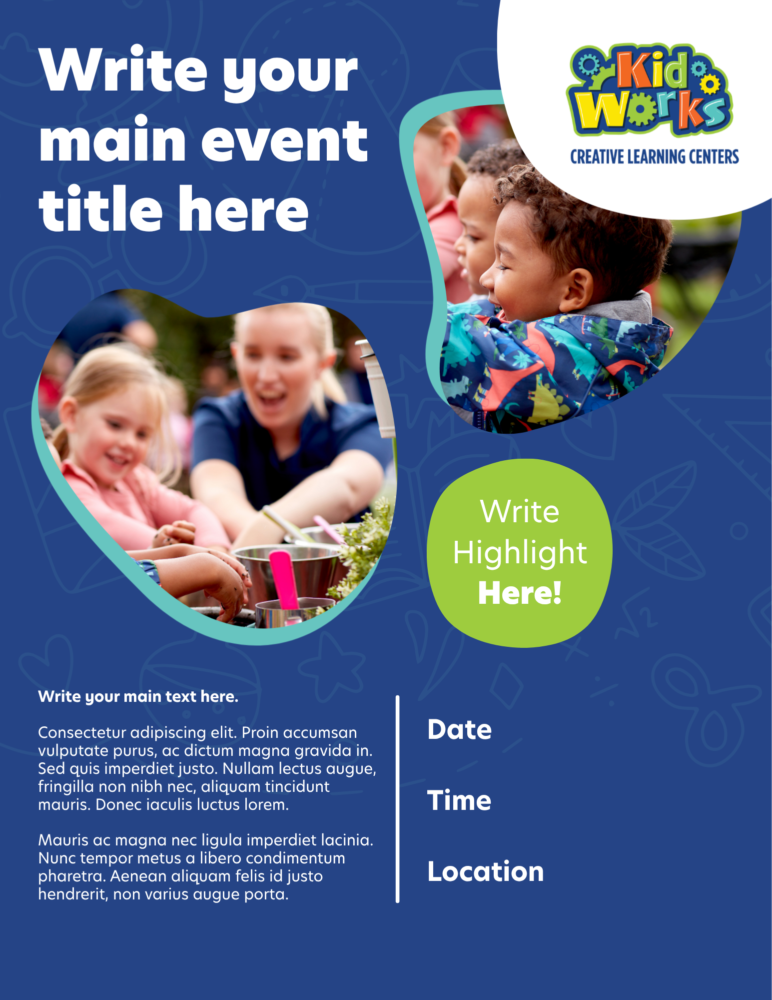 Write your
main event
title here
Kid
Works
CREATIVE LEARNING CENTERS
Write
Highlight
Here!
Write your main text here.
Consectetur adipiscing elit. Proin accumsan
vulputate purus, ac dictum magna gravida in.
Sed quis imperdiet justo. Nullam lectus augue,
fringilla non nibh nec, aliquam tincidunt
mauris. Donec iaculis luctus lorem.
Mauris ac magna nec ligula imperdiet lacinia.
Nunc tempor metus a libero condimentum
pharetra. Aenean aliquam felis id justo
hendrerit, non varius augue porta.
Date
Time
Location
√2